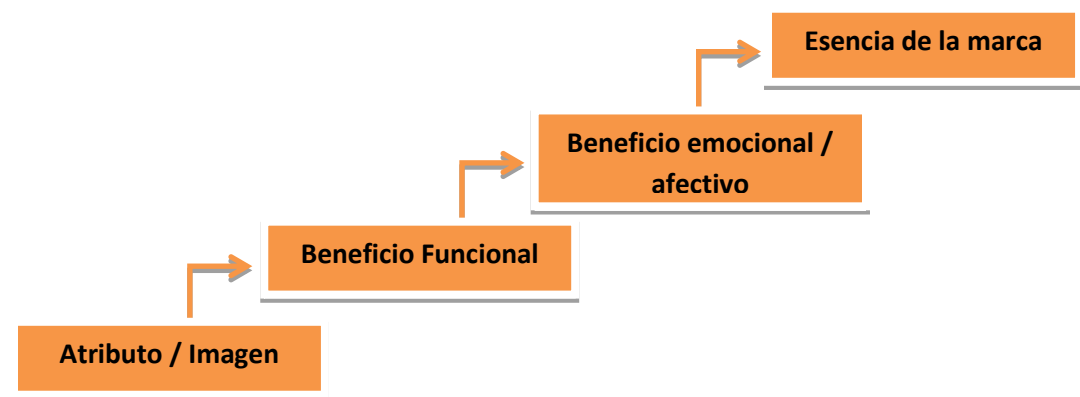 Esencia de la marca
Beneficio emocional /
afectivo
Beneficio Funcional
Atributo / Imagen